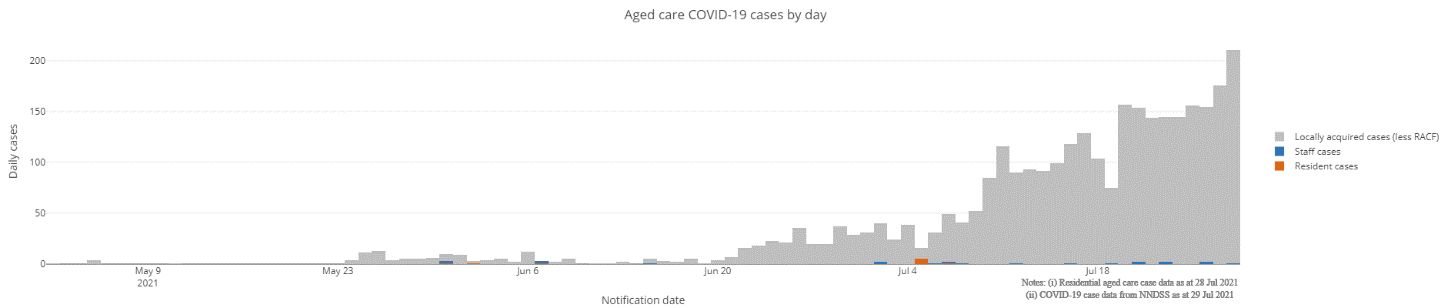 Aged care COVID-19 cases by day
200
150
100
50
0
Daily cases
May 9
2021
May 23
Jun 6
Jun 20
Jul 4
Jul 18
Notification date
Locally acquired cases (less RACF)
Staff cases
Resident cases
Notes: (i) Residential aged care case data as at 28 Jul 2021
(ii) COVID-19 case data from NNDSS as at 29 Jul 2021